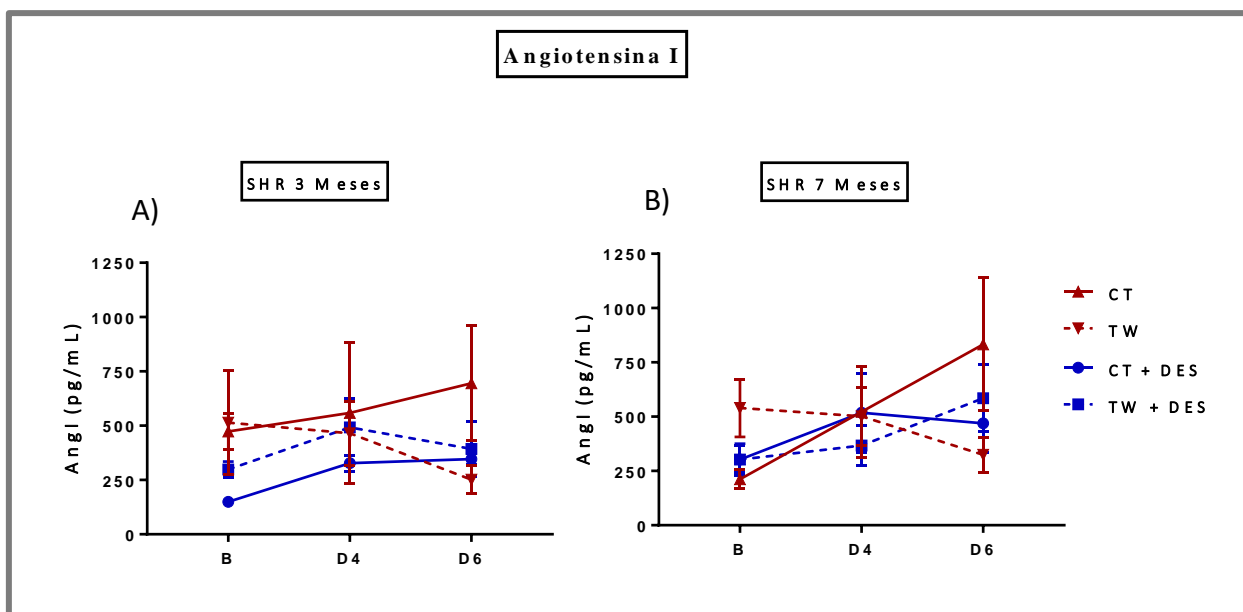 Angiotensina I
SHR 3 Meses
SHR 7 Meses
A)
B)
AngI (pg/mL)
1250
1000
750
500
250
0
B
D4
D6
AngI (pg/mL)
1250
1000
750
500
250
0
B
D4
D6
CT
TW
CT + DES
TW + DES